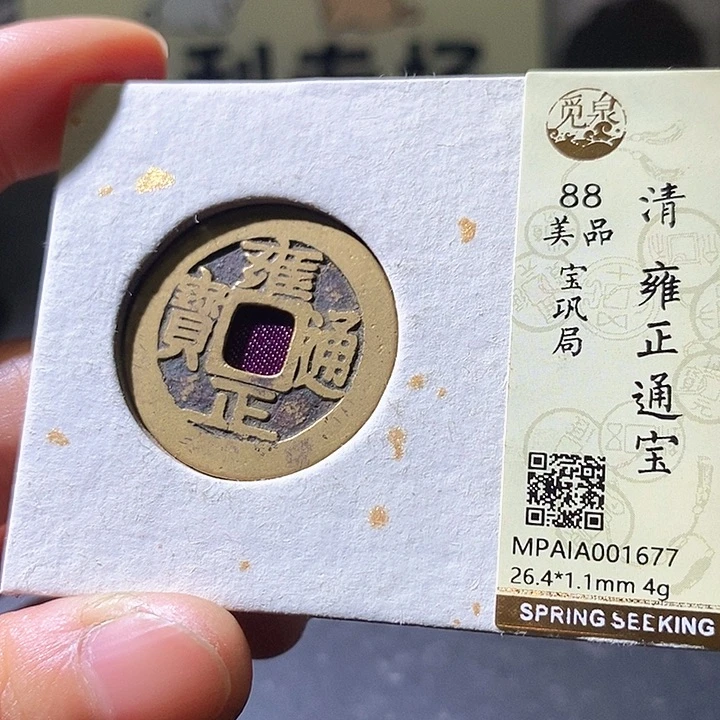 雍正通寶
觅泉
清 雍正通宝
88
美品
宝巩局
MPAIA001677
26.4*1.1mm 4g
SPRING SEEKING